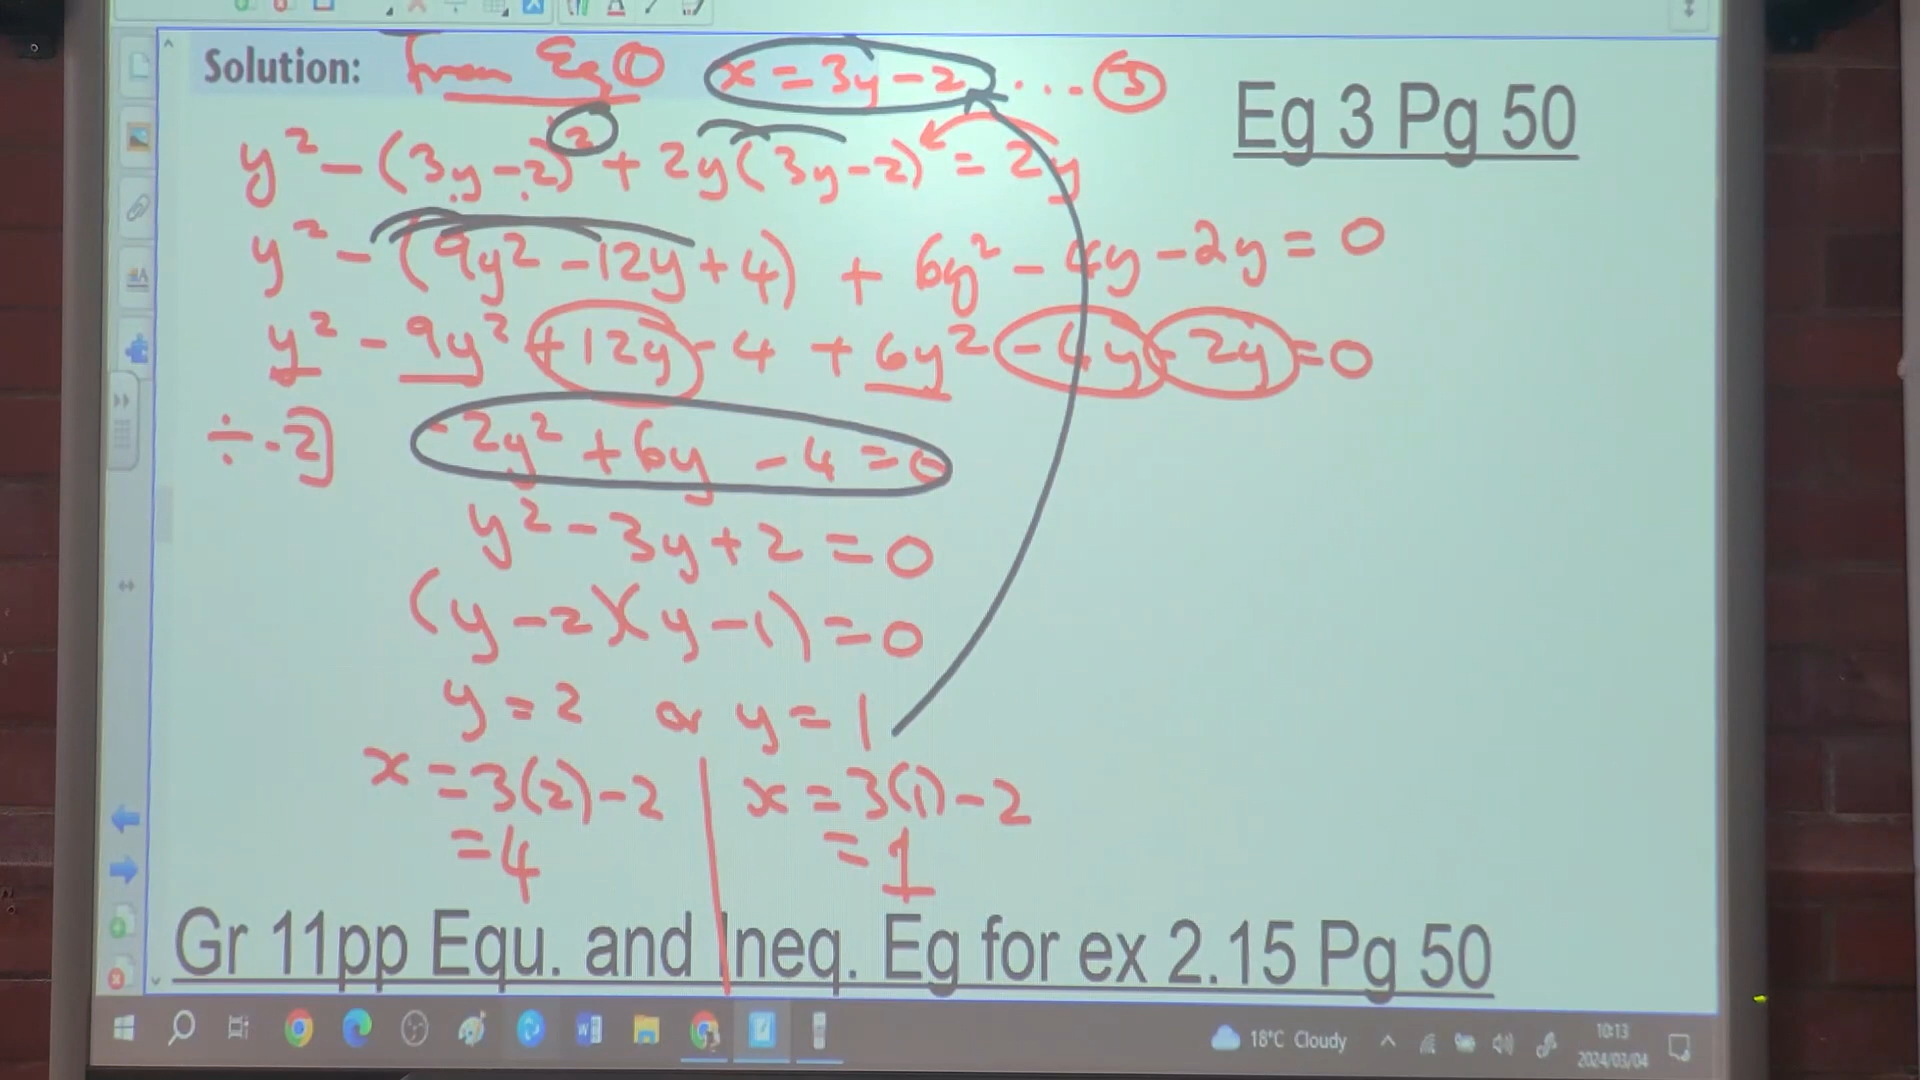 Solution: from Eq ① x = 3y - 2 .... ③
Eg 3 Pg 50
y² - (3y - 2)² + 2y(3y - 2) = 2y
y² - (9y² - 12y + 4) + 6y² - 4y - 2y = 0
y² - 9y² + 12y - 4 + 6y² - 4y - 2y = 0
÷ -2] -2y² + 6y - 4 = 0
y² - 3y + 2 = 0
(y - 2)(y - 1) = 0
y = 2 or y = 1
x = 3(2) - 2 | x = 3(1) - 2
= 4 = 1
Gr 11pp Equ. and Ineq. Eg for ex 2.15 Pg 50
18°C Cloudy
10:13
2024/03/04